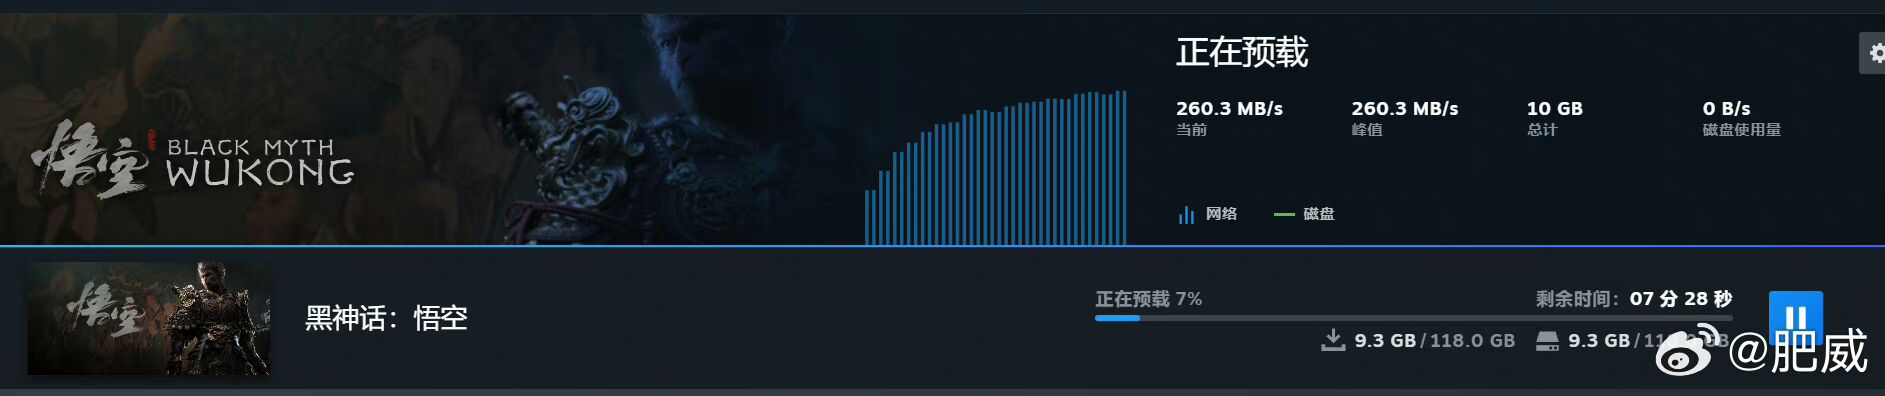 正在预载
260.3 MB/s 260.3 MB/s 10 GB 0 B/s
当前 峰值 总计 磁盘使用量
悟空 BLACK MYTH
WUKONG
网络 磁盘
悟空
黑神话：悟空
正在预载 7% 剩余时间：07 分 28 秒
9.3 GB / 118.0 GB 9.3 GB /
@肥威